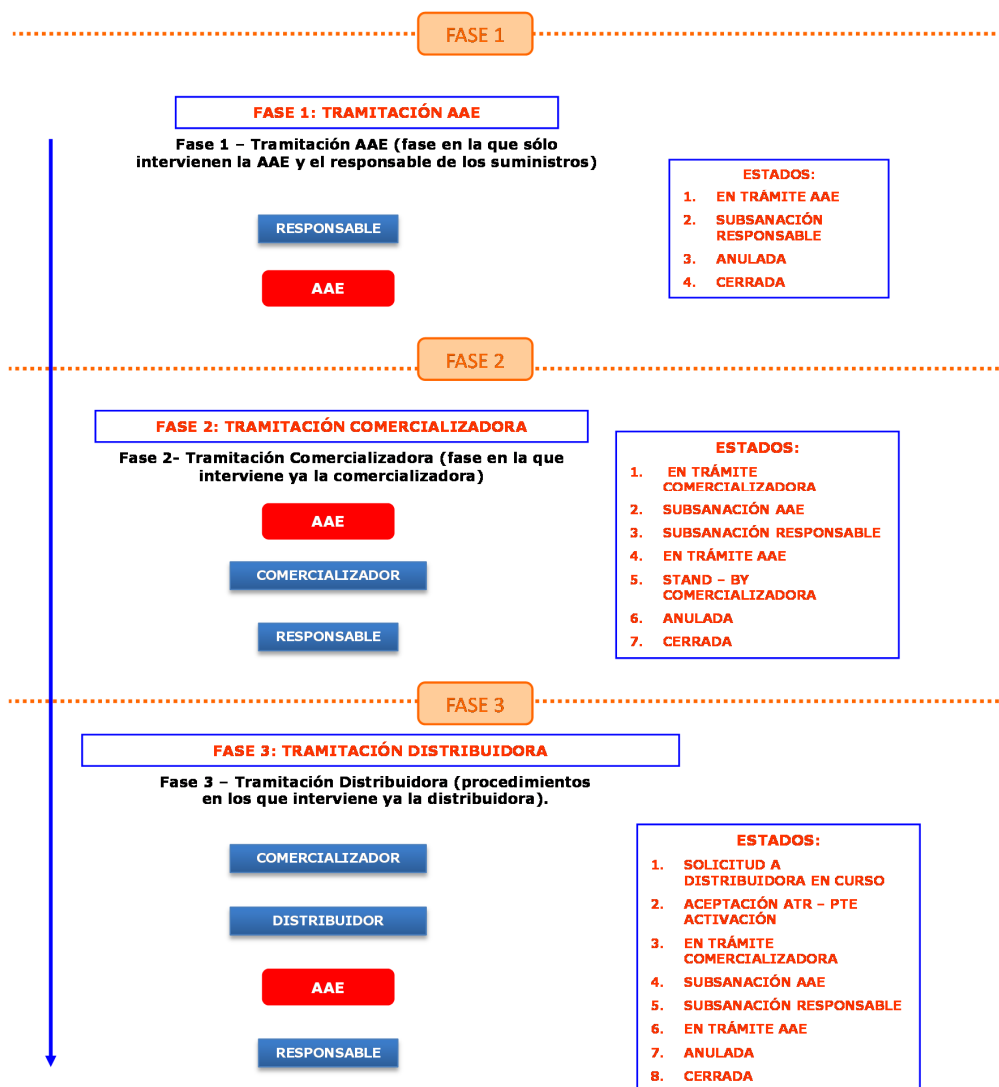 FASE 1
FASE 1: TRAMITACIÓN AAE
Fase 1 – Tramitación AAE (fase en la que sólo
intervienen la AAE y el responsable de los suministros)
RESPONSABLE
AAE
ESTADOS:
1. EN TRÁMITE AAE
2. SUBSANACIÓN
RESPONSABLE
3. ANULADA
4. CERRADA
FASE 2
FASE 2: TRAMITACIÓN COMERCIALIZADORA
Fase 2- Tramitación Comercializadora (fase en la que
interviene ya la comercializadora)
AAE
COMERCIALIZADOR
RESPONSABLE
ESTADOS:
1. EN TRÁMITE
COMERCIALIZADORA
2. SUBSANACIÓN AAE
3. SUBSANACIÓN RESPONSABLE
4. EN TRÁMITE AAE
5. STAND – BY
COMERCIALIZADORA
6. ANULADA
7. CERRADA
FASE 3
FASE 3: TRAMITACIÓN DISTRIBUIDORA
Fase 3 – Tramitación Distribuidora (procedimientos
en los que interviene ya la distribuidora).
COMERCIALIZADOR
DISTRIBUIDOR
AAE
RESPONSABLE
ESTADOS:
1. SOLICITUD A
DISTRIBUIDORA EN CURSO
2. ACEPTACIÓN ATR – PTE
ACTIVACIÓN
3. EN TRÁMITE
COMERCIALIZADORA
4. SUBSANACIÓN AAE
5. SUBSANACIÓN RESPONSABLE
6. EN TRÁMITE AAE
7. ANULADA
8. CERRADA